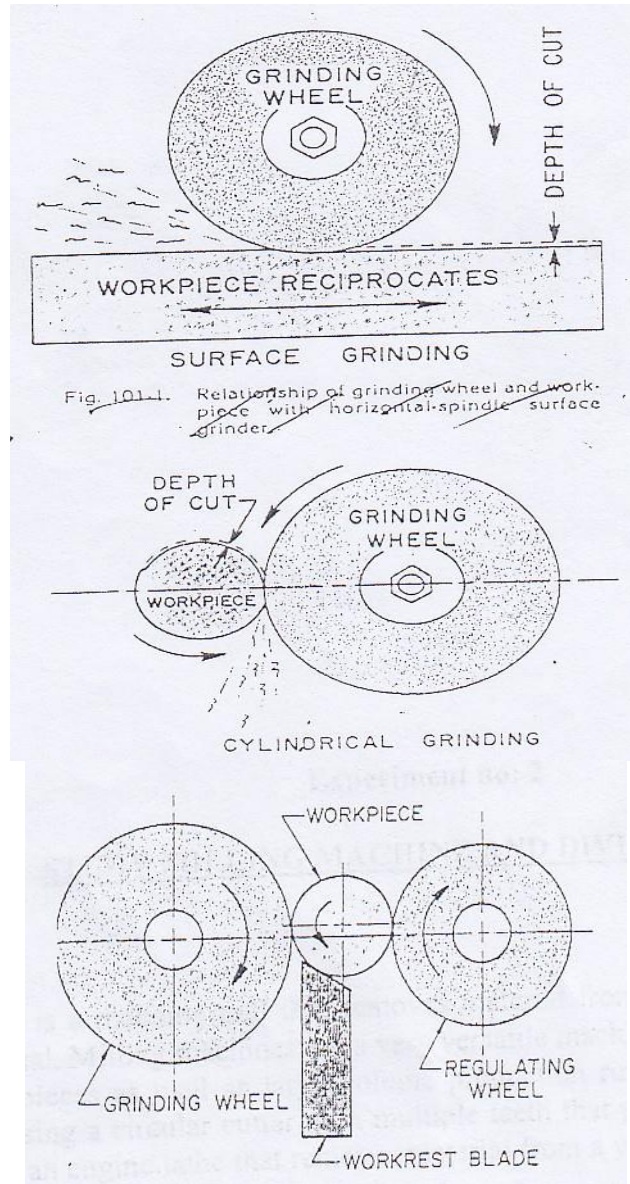 GRINDING
WHEEL
DEPTH OF CUT
WORKPIECE RECIPROCATES
SURFACE GRINDING
Fig. 101-1. Relationship of grinding wheel and work-
piece with horizontal-spindle surface
grinder
DEPTH
OF CUT
GRINDING
WHEEL
WORKPIECE
CYLINDRICAL GRINDING
Experiment no: 2
WORKPIECE
MACHINE AND
GRINDING WHEEL
REGULATING
WHEEL
WORKREST BLADE